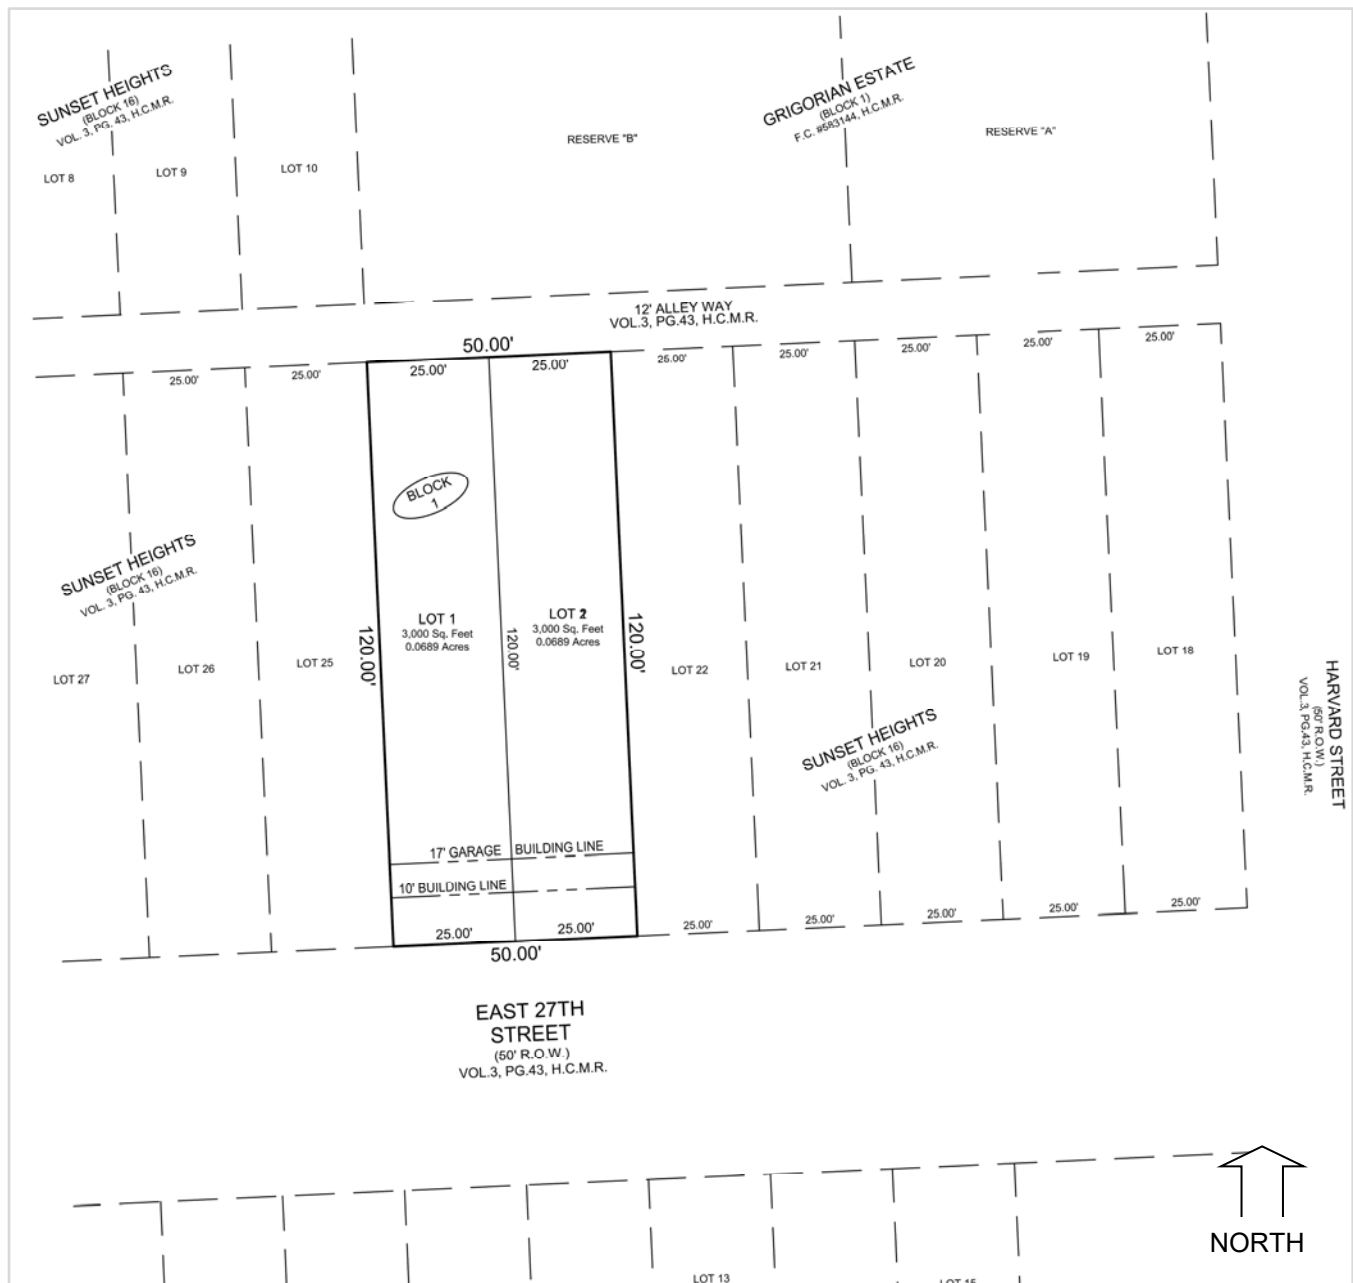 SUNSET HEIGHTS
(BLOCK 16)
VOL. 3, PG. 43, H.C.M.R.
GRIGORIAN ESTATE
(BLOCK 1)
F.C. #583144, H.C.M.R.
RESERVE "B"
RESERVE "A"
LOT 8
LOT 9
LOT 10
12' ALLEY WAY
VOL.3, PG.43, H.C.M.R.
50.00'
25.00'
25.00'
25.00'
25.00'
25.00'
25.00'
25.00'
25.00'
25.00'
BLOCK
1
SUNSET HEIGHTS
(BLOCK 16)
VOL. 3, PG. 43, H.C.M.R.
LOT 27
LOT 26
LOT 25
120.00'
LOT 1
3,000 Sq. Feet
0.0689 Acres
120.00'
LOT 2
3,000 Sq. Feet
0.0689 Acres
120.00'
LOT 22
LOT 21
LOT 20
LOT 19
LOT 18
SUNSET HEIGHTS
(BLOCK 16)
VOL. 3, PG. 43, H.C.M.R.
HARVARD STREET
(50' R.O.W.)
VOL.3, PG.43, H.C.M.R.
17' GARAGE BUILDING LINE
10' BUILDING LINE
25.00'
25.00'
25.00'
25.00'
25.00'
25.00'
25.00'
50.00'
EAST 27TH
STREET
(50' R.O.W.)
VOL.3, PG.43, H.C.M.R.
NORTH
LOT 13
LOT 15